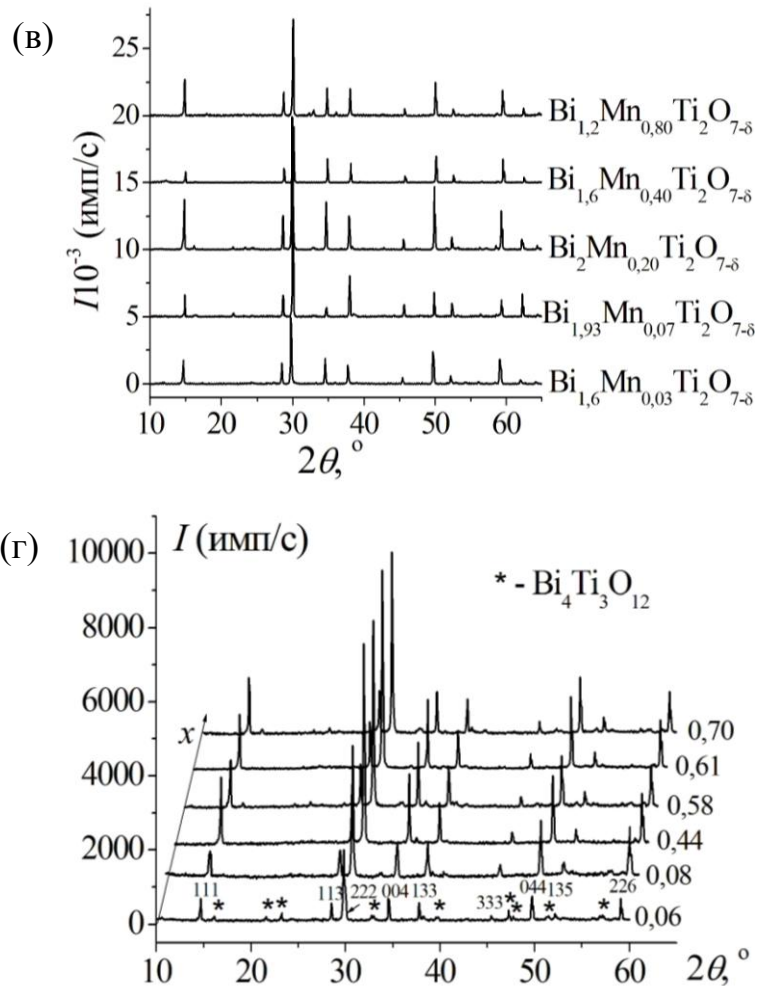 (в)
I10⁻³ (имп/с)
25
20
15
10
5
0
Bi₁,₂Mn₀,₈₀Ti₂O₇₋δ
Bi₁,₆Mn₀,₄₀Ti₂O₇₋δ
Bi₂Mn₀,₂₀Ti₂O₇₋δ
Bi₁,₉₃Mn₀,₀₇Ti₂O₇₋δ
Bi₁,₆Mn₀,₀₃Ti₂O₇₋δ
10 20 30 40 50 60
2θ, °
(г)
I (имп/с)
* - Bi₄Ti₃O₁₂
10000
8000
6000
4000
2000
0
x
0,70
0,61
0,58
0,44
0,08
0,06
111 * * * 113 222 * 004 133 * 333 * * 044 135 * * 226
10 20 30 40 50 60 2θ, °